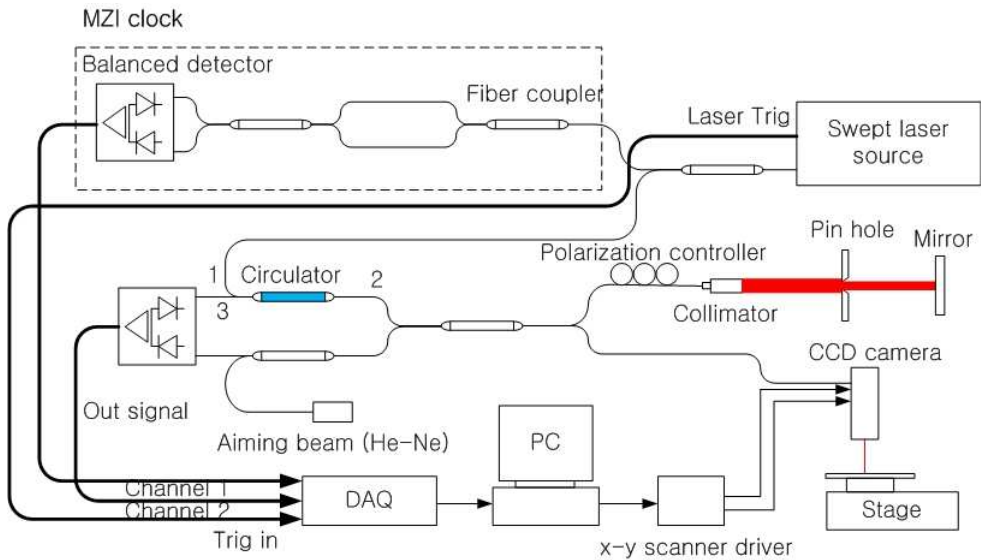 MZI clock
Balanced detector
Fiber coupler
Laser Trig
Swept laser
source
Pin hole
Mirror
Polarization controller
Collimator
1
Circulator
2
3
CCD camera
Out signal
Aiming beam (He-Ne)
PC
Channel 1
Channel 2
Trig in
DAQ
x-y scanner driver
Stage